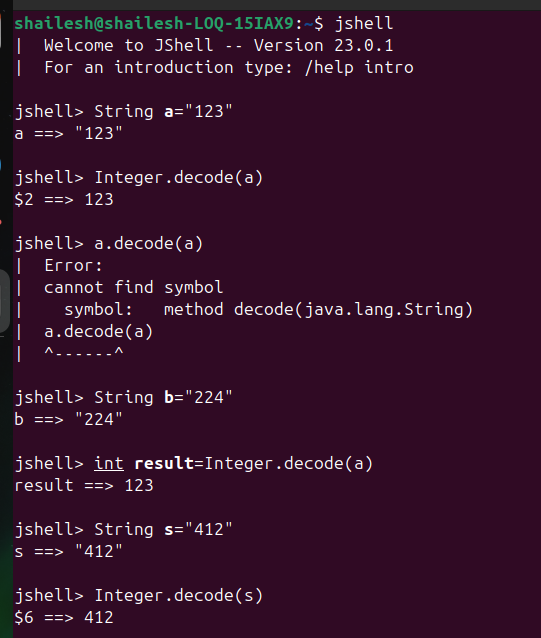 shailesh@shailesh-LOQ-15IAX9:~$ jshell
|  Welcome to JShell -- Version 23.0.1
|  For an introduction type: /help intro
jshell> String a="123"
a ==> "123"
jshell> Integer.decode(a)
$2 ==> 123
jshell> a.decode(a)
|  Error:
|  cannot find symbol
|    symbol:   method decode(java.lang.String)
|  a.decode(a)
|  ^------^
jshell> String b="224"
b ==> "224"
jshell> int result=Integer.decode(a)
result ==> 123
jshell> String s="412"
s ==> "412"
jshell> Integer.decode(s)
$6 ==> 412